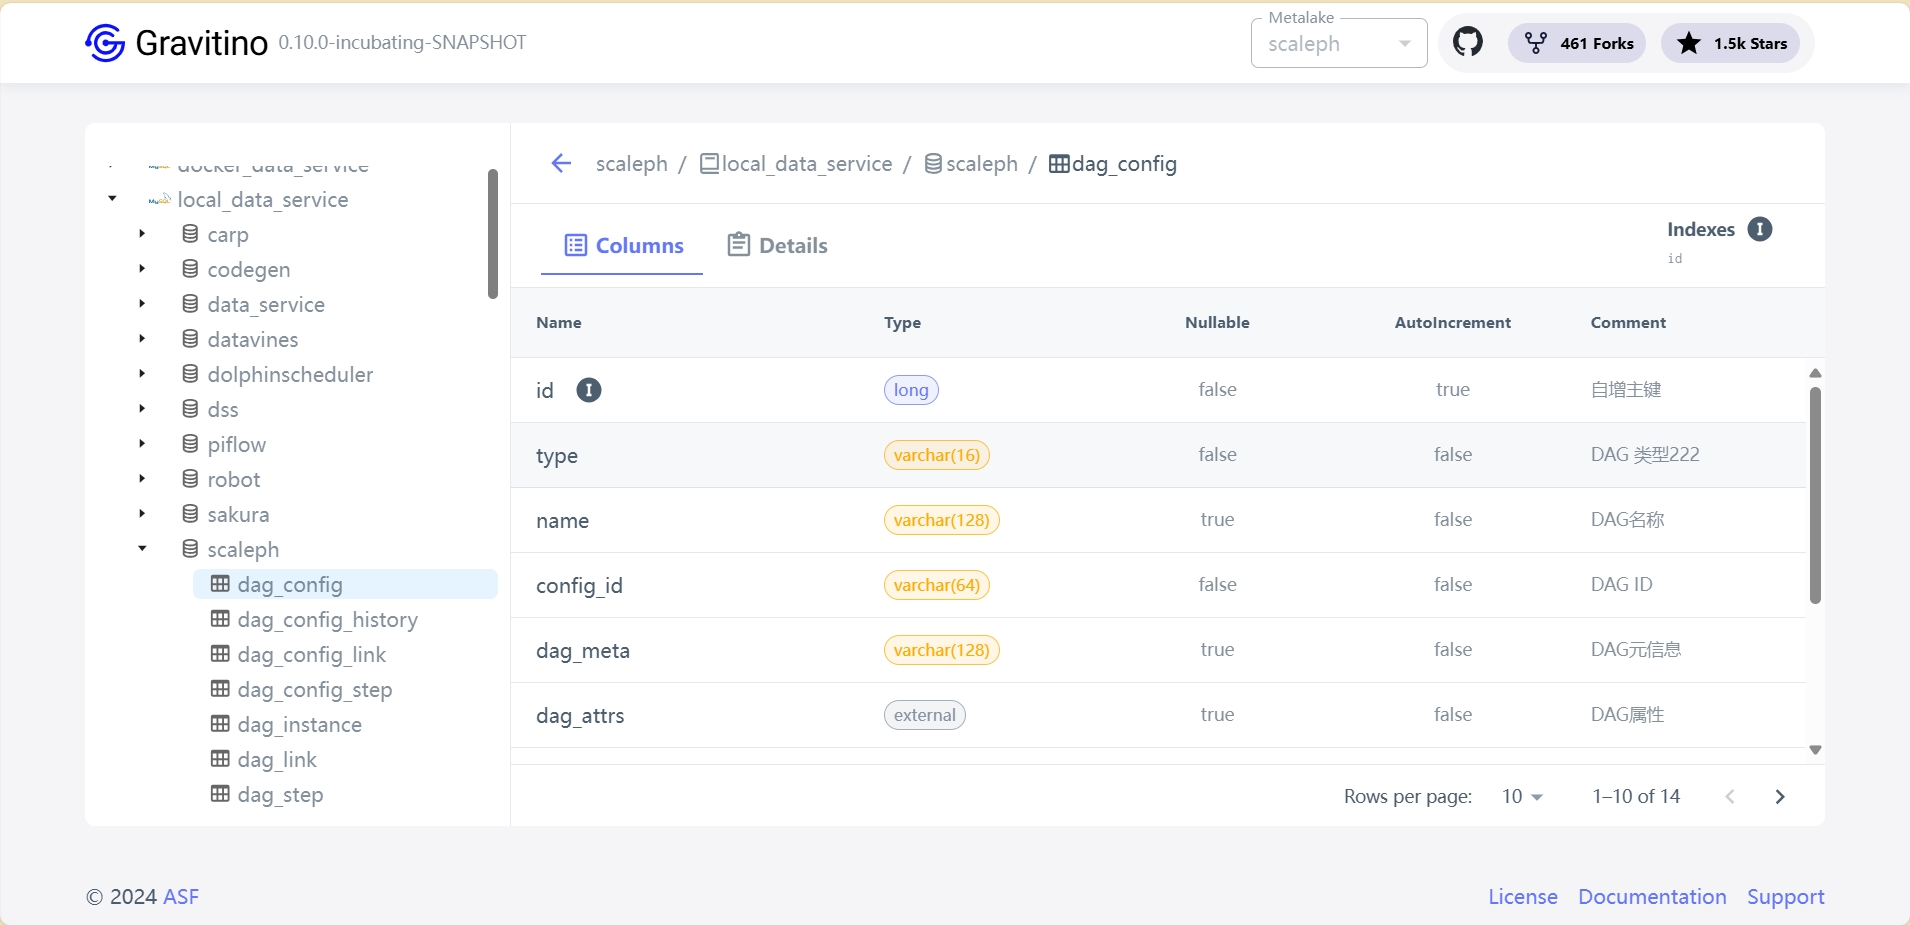 Gravitino 0.10.0-incubating-SNAPSHOT
Metalake
scaleph
461 Forks
1.5k Stars
docker_data_service
MySQL local_data_service
carp
codegen
data_service
datavines
dolphinscheduler
dss
piflow
robot
sakura
scaleph
dag_config
dag_config_history
dag_config_link
dag_config_step
dag_instance
dag_link
dag_step
scaleph / local_data_service / scaleph / dag_config
Columns Details
Indexes I
id
Name Type Nullable AutoIncrement Comment
id I long false true 自增主键
type varchar(16) false false DAG 类型222
name varchar(128) true false DAG名称
config_id varchar(64) false false DAG ID
dag_meta varchar(128) true false DAG元信息
dag_attrs external true false DAG属性
Rows per page: 10 1–10 of 14
© 2024 ASF
License Documentation Support